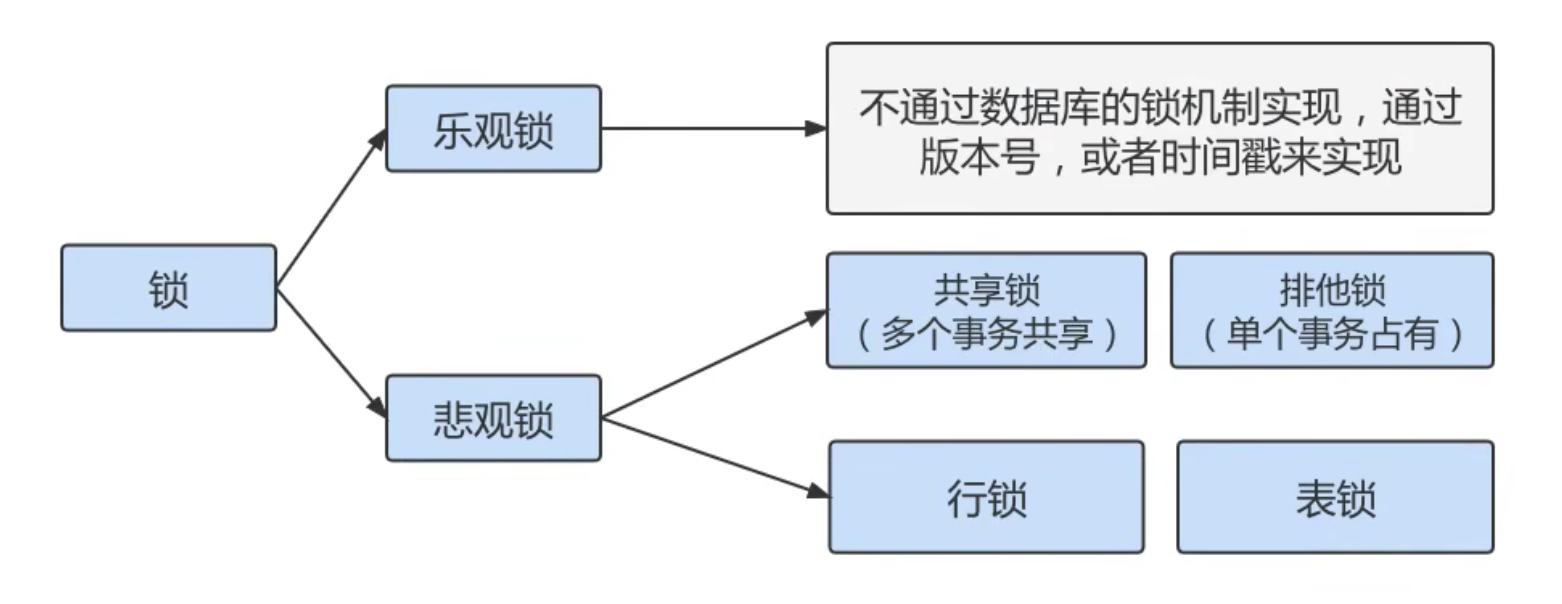 锁
乐观锁
不通过数据库的锁机制实现，通过
版本号，或者时间戳来实现
悲观锁
共享锁
（多个事务共享）
排他锁
（单个事务占有）
行锁
表锁